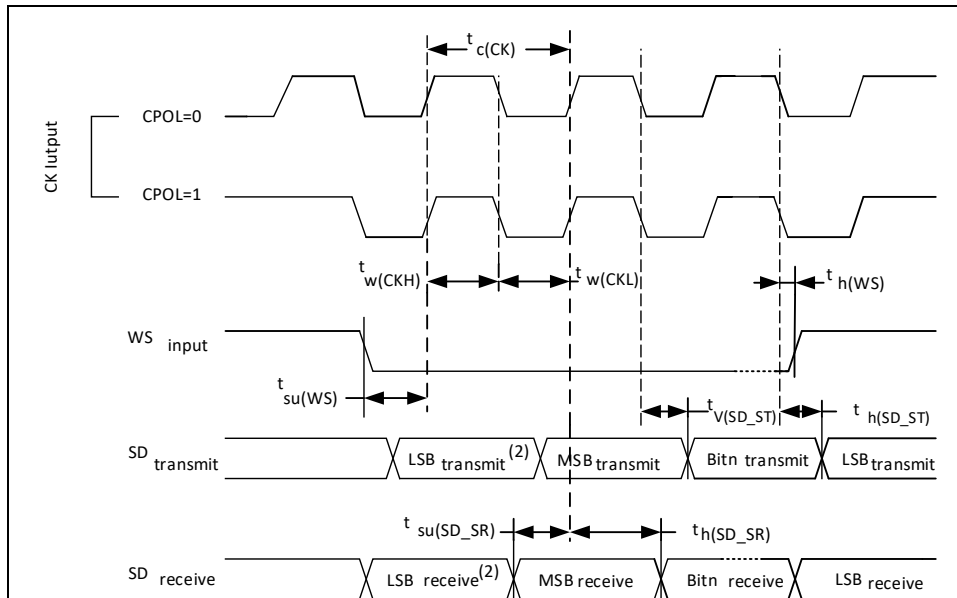 t c(CK)
CK Iutput
CPOL=0
CPOL=1
t w(CKH)
t w(CKL)
t h(WS)
WS input
t su(WS)
t V(SD_ST)
t h(SD_ST)
SD transmit
LSB transmit(2)
MSB transmit
Bitn transmit
LSB transmit
t su(SD_SR)
t h(SD_SR)
SD receive
LSB receive(2)
MSB receive
Bitn receive
LSB receive